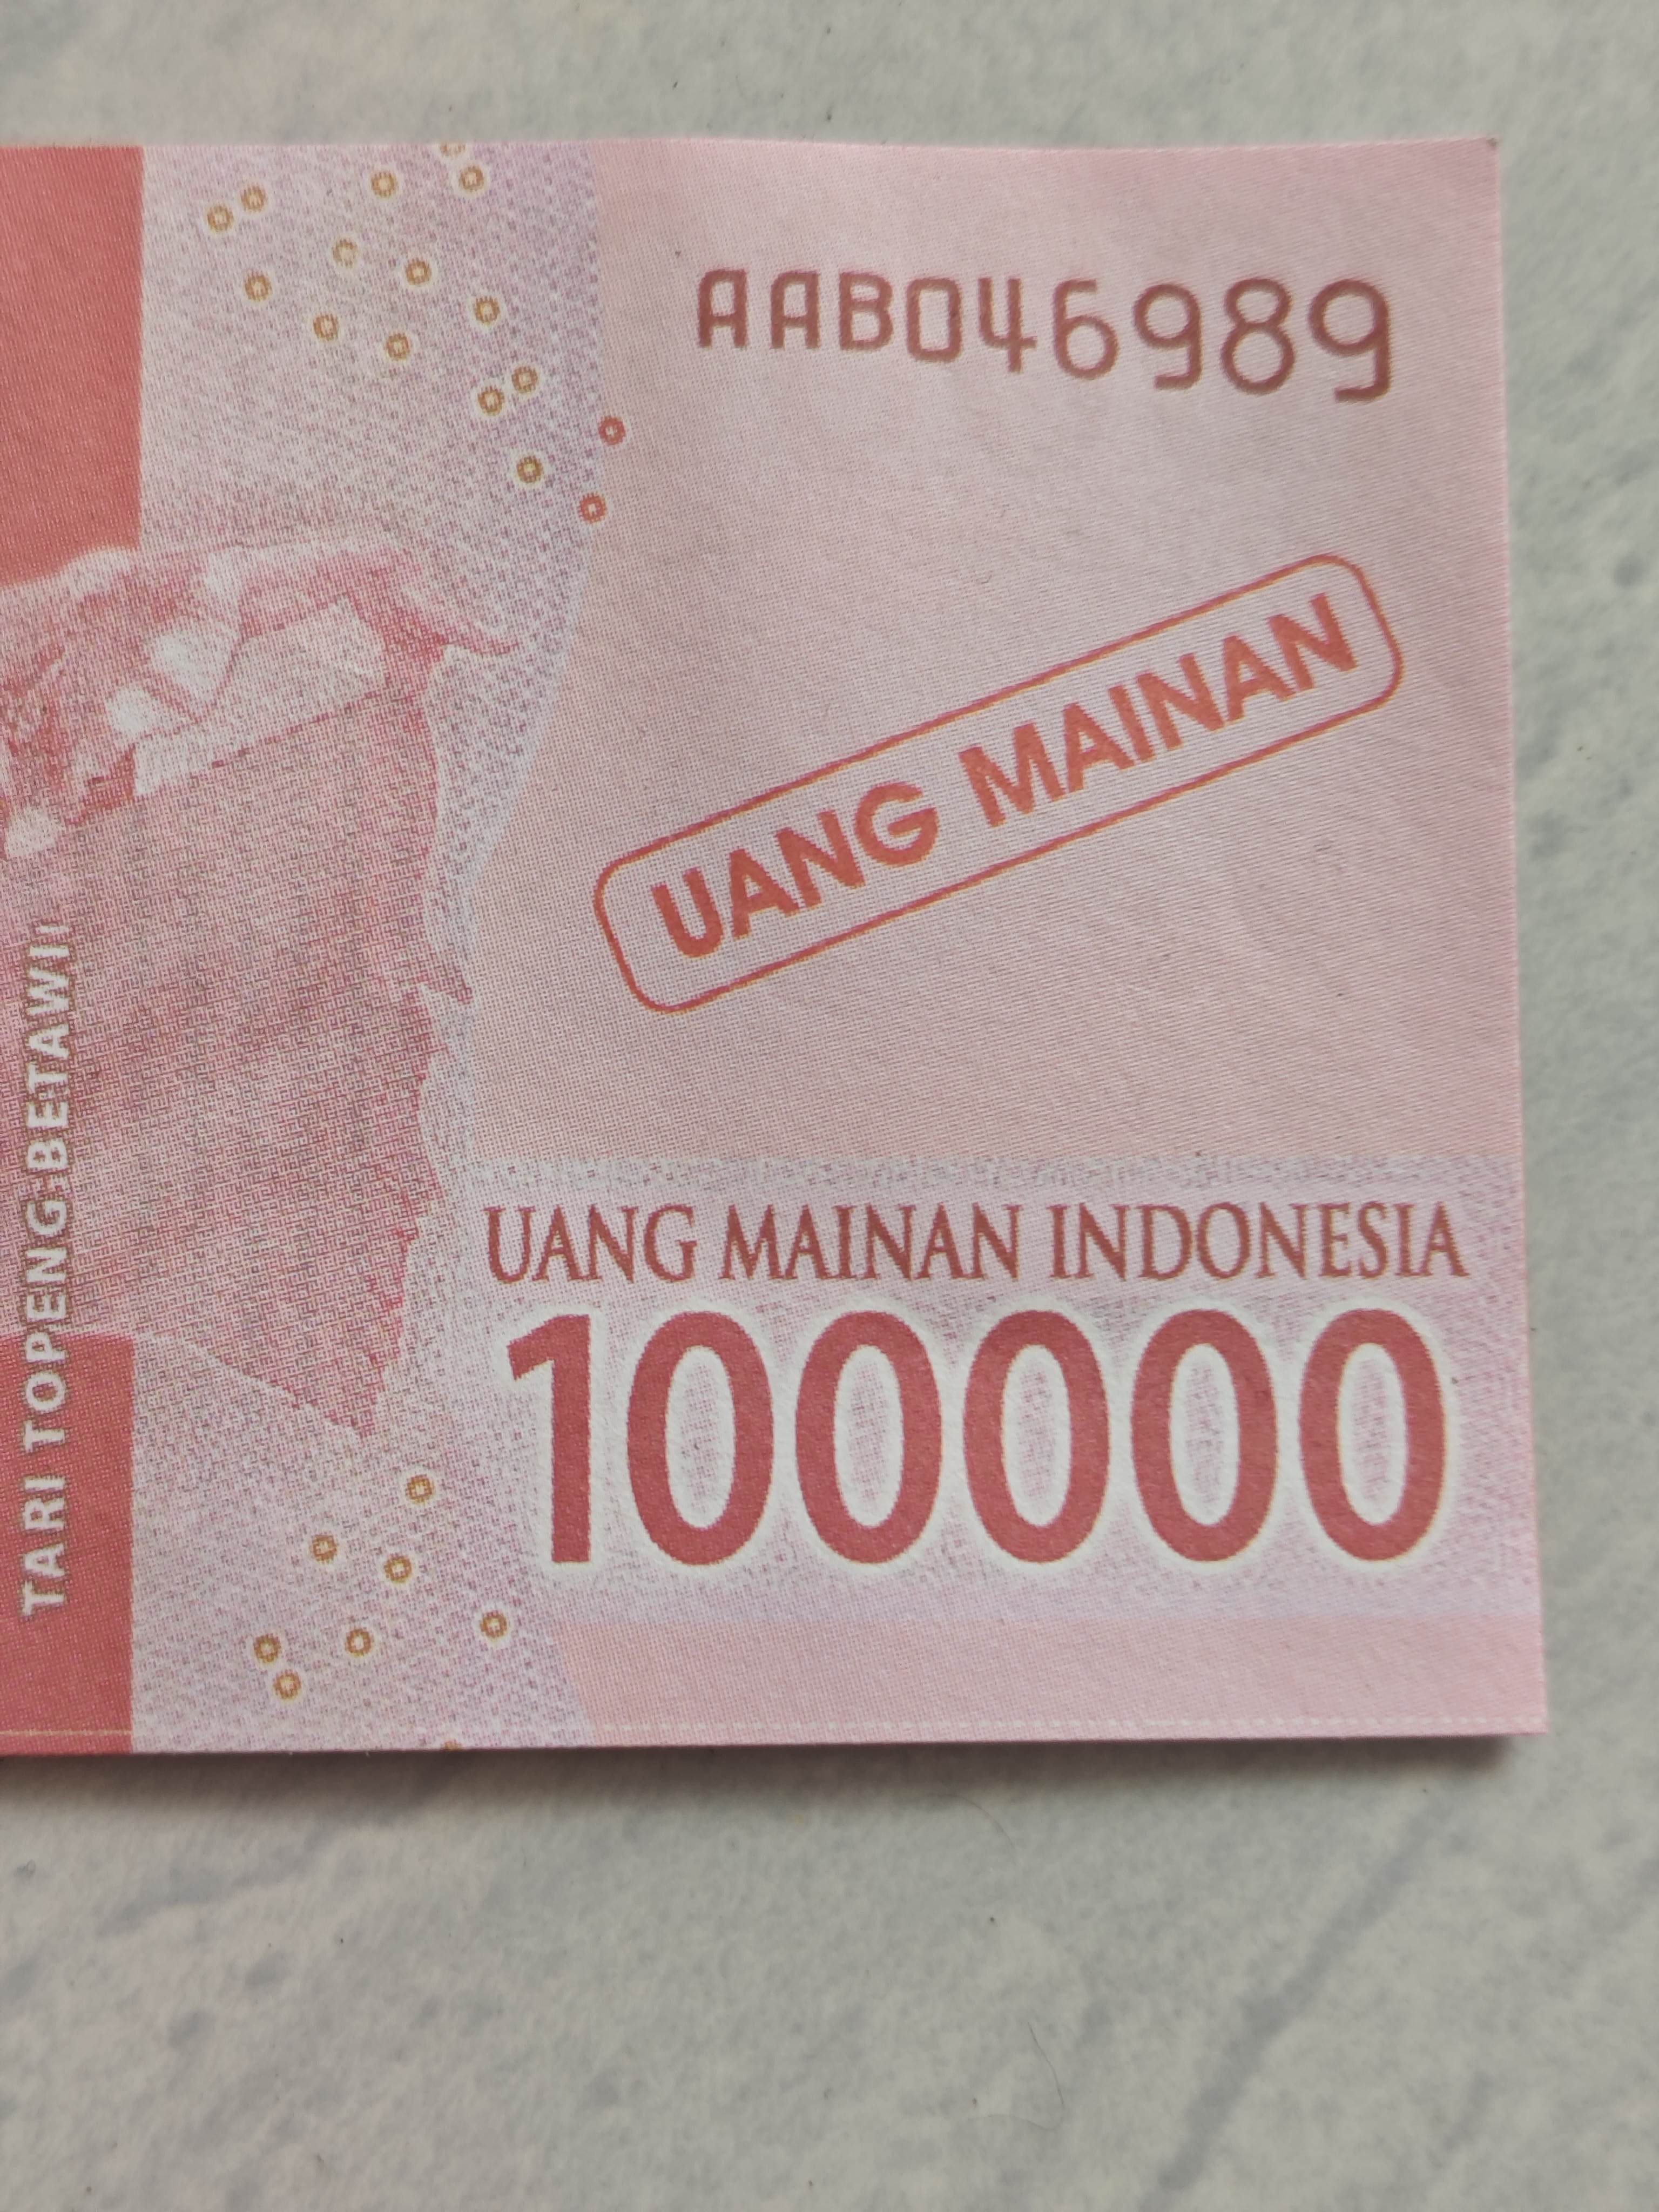 AAB046989
UANG MAINAN
UANG MAINAN INDONESIA
100000
TARI TOPENG BETAWI